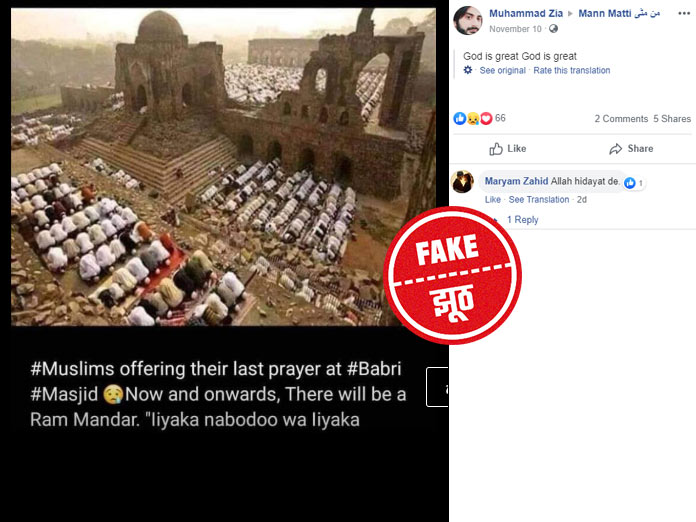 #Muslims offering their last prayer at #Babri
#Masjid 😢Now and onwards, There will be a
Ram Mandar. "Iiyaka nabodoo wa Iiyaka
Muhammad Zia ▸ Mann Matti من مٹی
November 10 ·
God is great God is great
See original · Rate this translation
66
2 Comments 5 Shares
Like Share
Maryam Zahid Allah hidayat de.
1
Like · See Translation · 2d
1 Reply
FAKE
झूठ